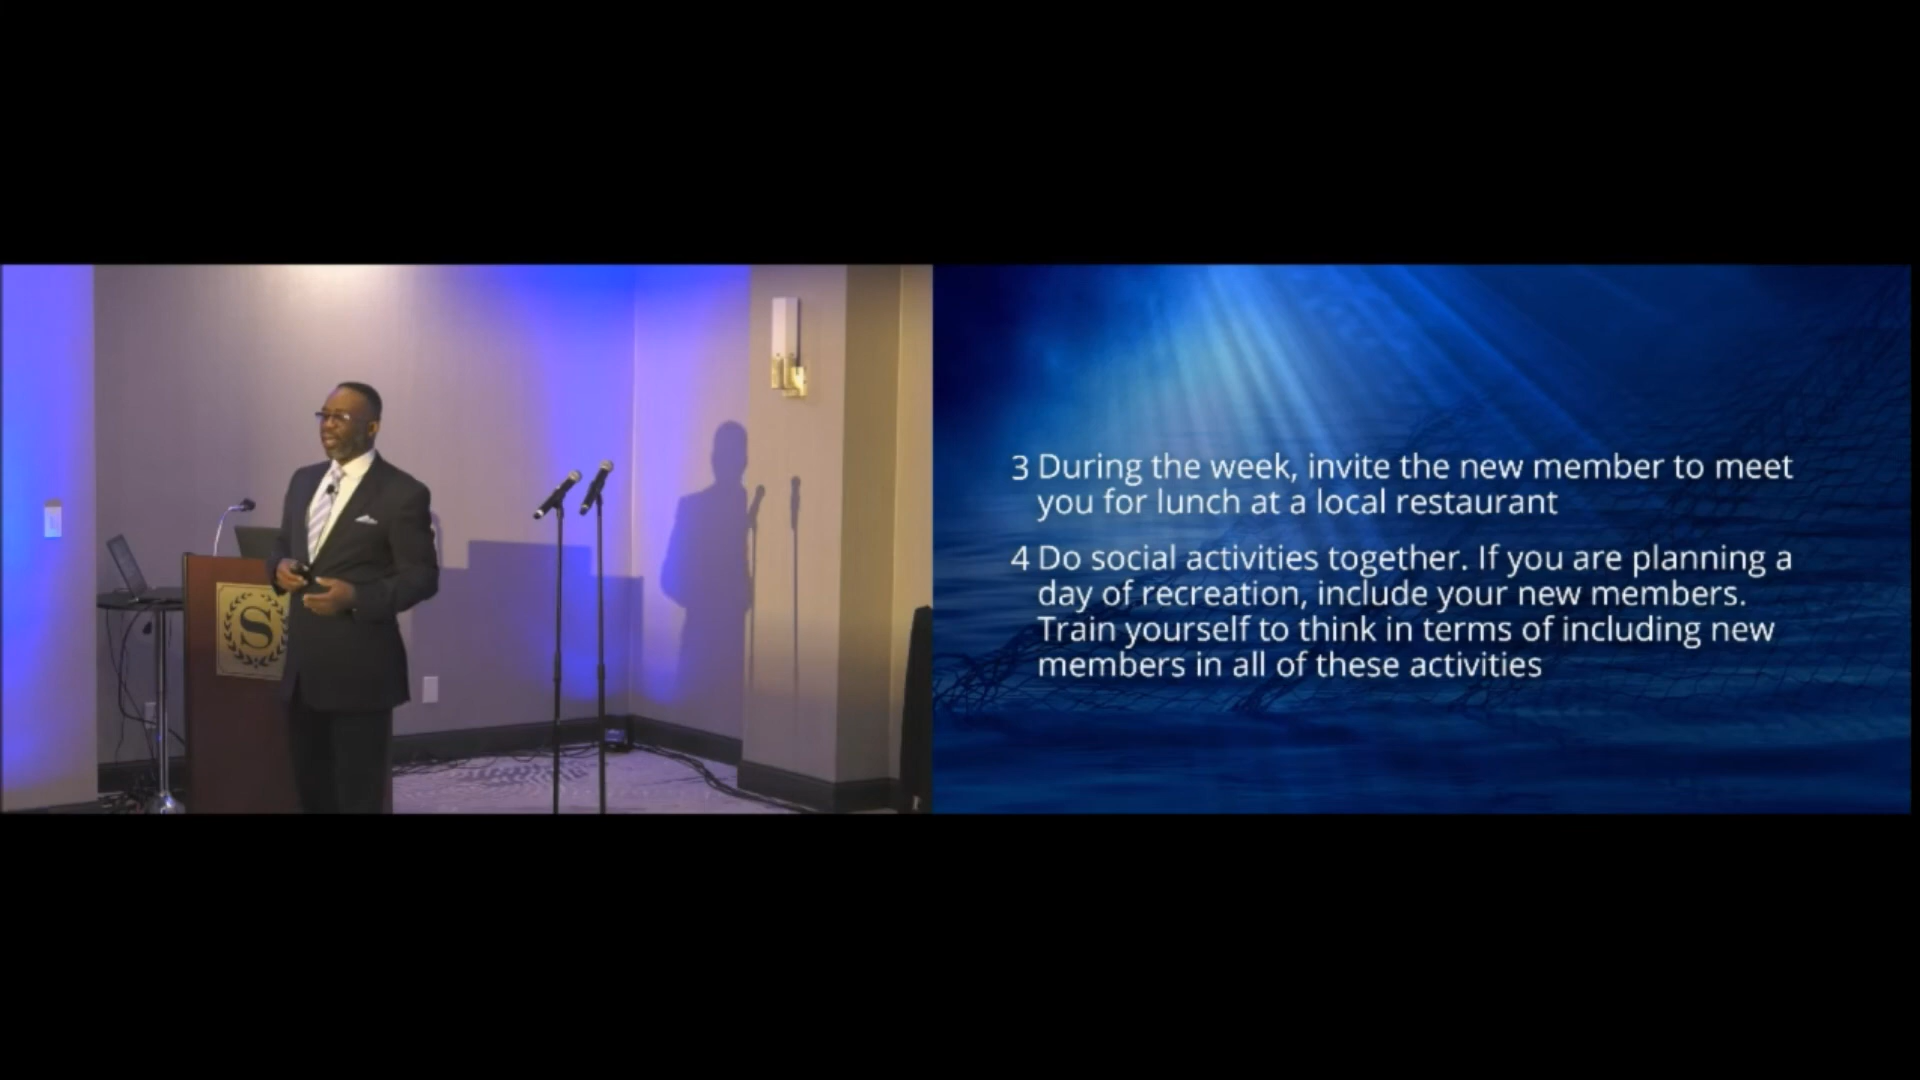 S
3 During the week, invite the new member to meet
you for lunch at a local restaurant
4 Do social activities together. If you are planning a
day of recreation, include your new members.
Train yourself to think in terms of including new
members in all of these activities